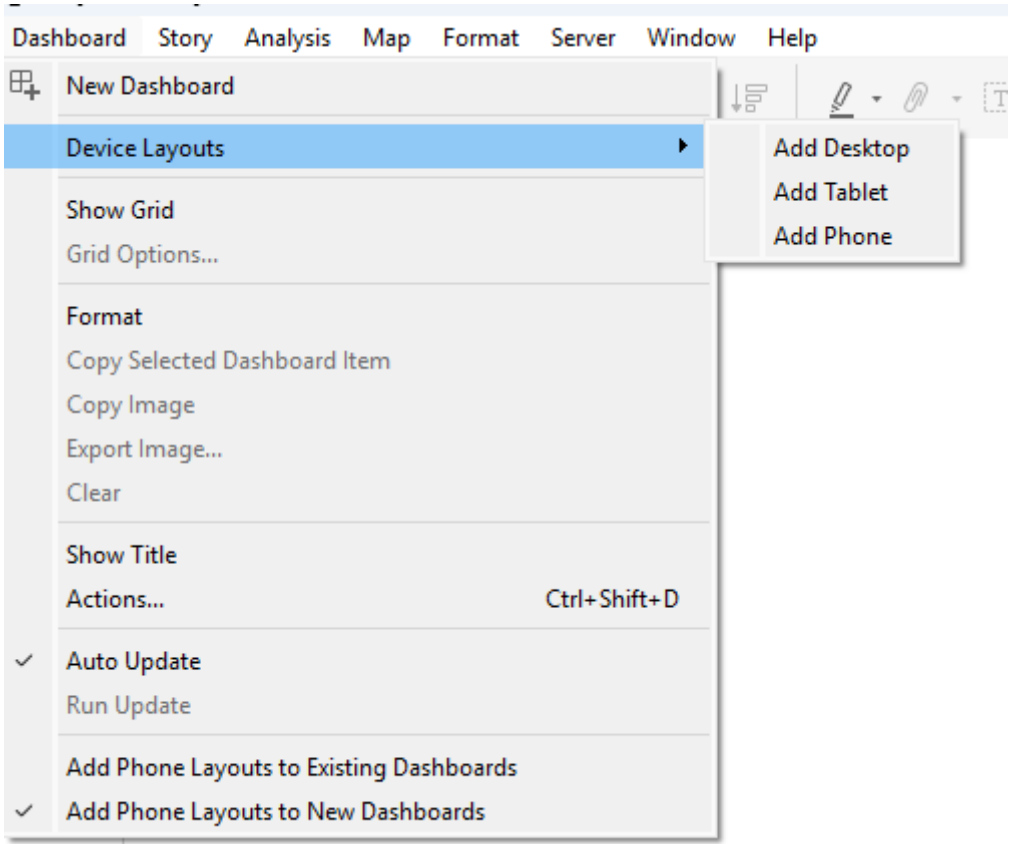 Dashboard Story Analysis Map Format Server Window Help
New Dashboard
Device Layouts
Add Desktop
Add Tablet
Add Phone
Show Grid
Grid Options...
Format
Copy Selected Dashboard Item
Copy Image
Export Image...
Clear
Show Title
Actions... Ctrl+Shift+D
Auto Update
Run Update
Add Phone Layouts to Existing Dashboards
Add Phone Layouts to New Dashboards